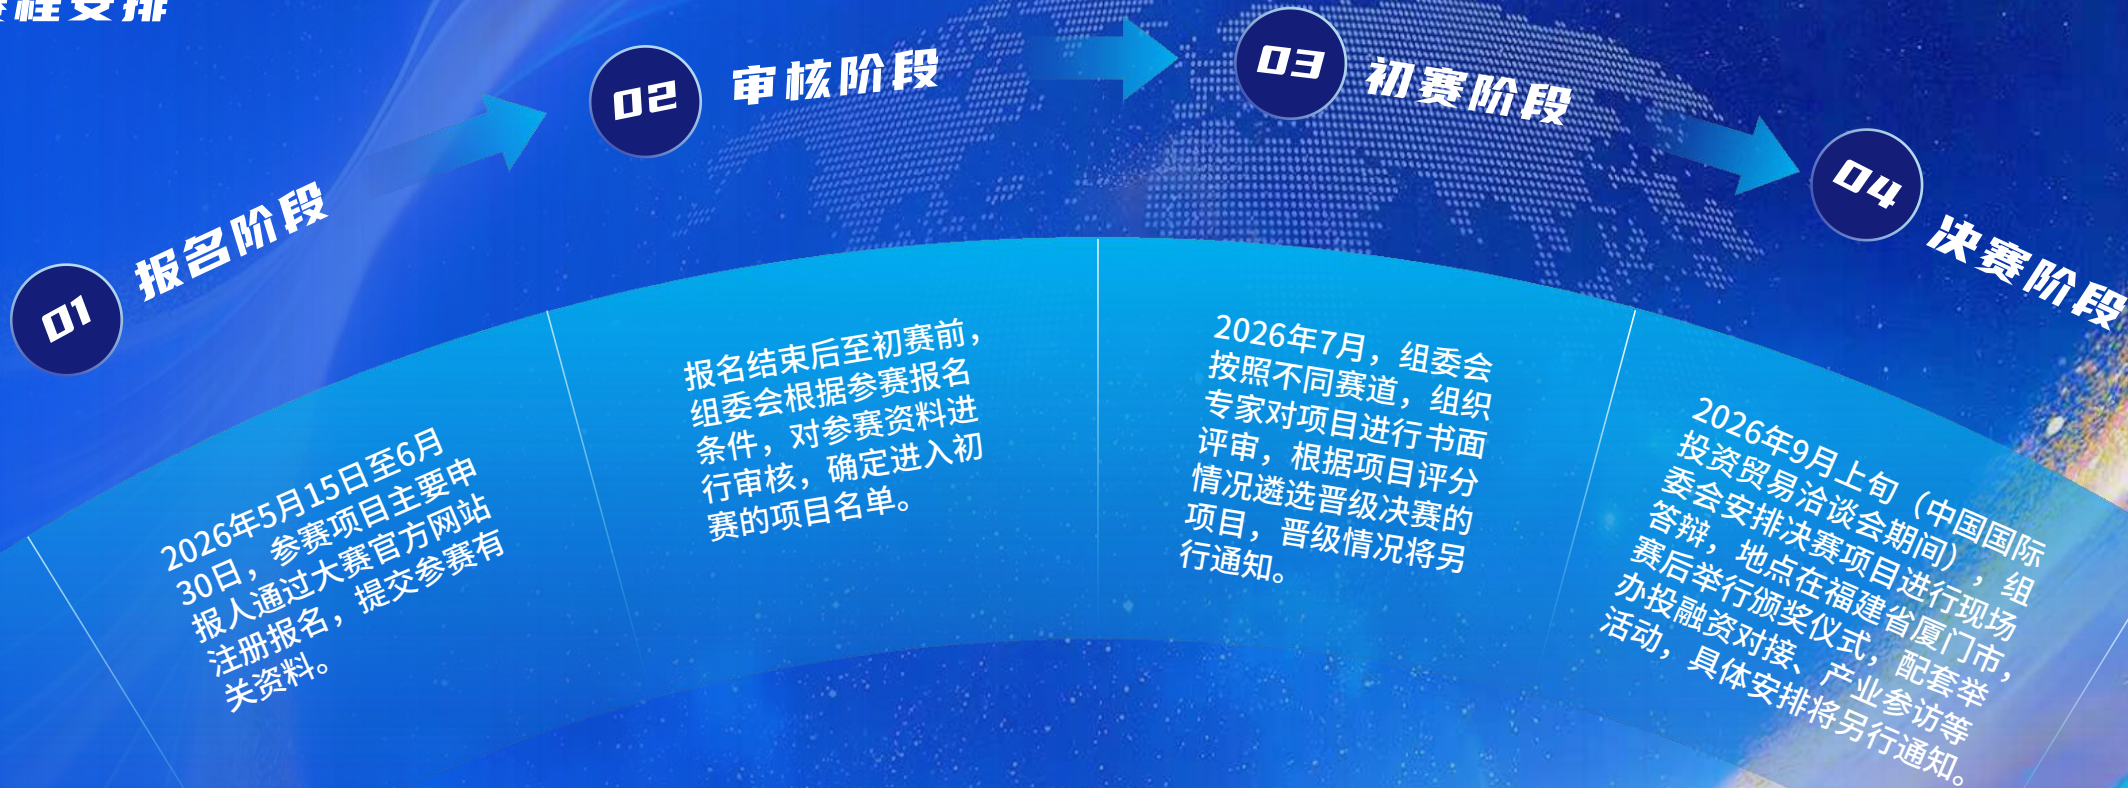 赛程安排
01
报名阶段
2026年5月15日至6月
30日，参赛项目主要申
报人通过大赛官方网站
注册报名，提交参赛有
关资料。
02
审核阶段
报名结束后至初赛前，
组委会根据参赛报名
条件，对参赛资料进
行审核，确定进入初
赛的项目名单。
03
初赛阶段
2026年7月，组委会
按照不同赛道，组织
专家对项目进行书面
评审，根据项目评分
情况遴选晋级决赛的
项目，晋级情况将另
行通知。
04
决赛阶段
2026年9月上旬（中国国际
投资贸易洽谈会期间），组
委会安排决赛项目进行现场
答辩，地点在福建省厦门市，
赛后举行颁奖仪式，配套举
办投融资对接、产业参访等
活动，具体安排将另行通知。